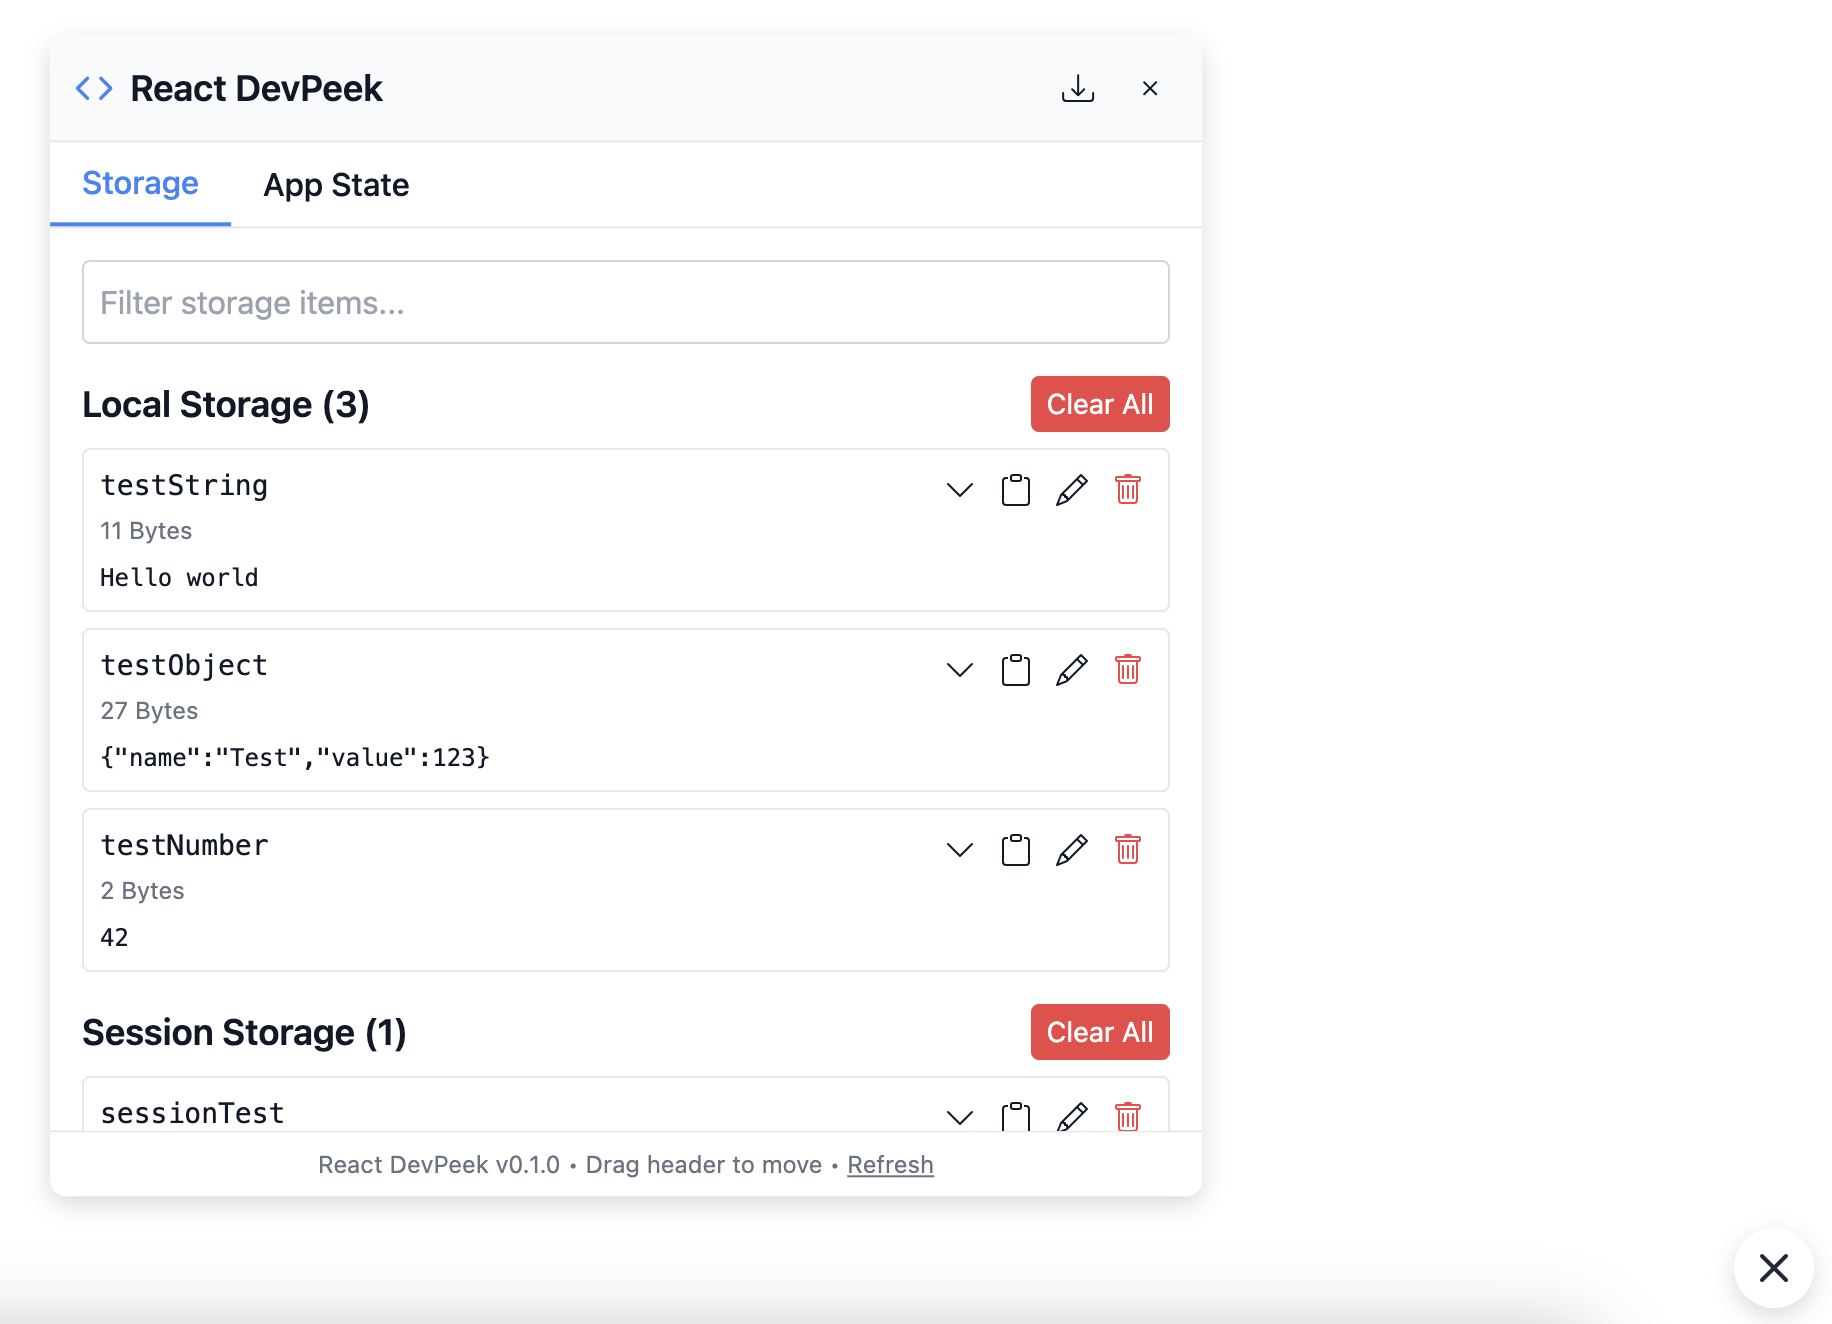 React DevPeek
Storage App State
Filter storage items...
Local Storage (3) Clear All
testString
11 Bytes
Hello world
testObject
27 Bytes
{"name":"Test","value":123}
testNumber
2 Bytes
42
Session Storage (1) Clear All
sessionTest
React DevPeek v0.1.0 • Drag header to move • Refresh